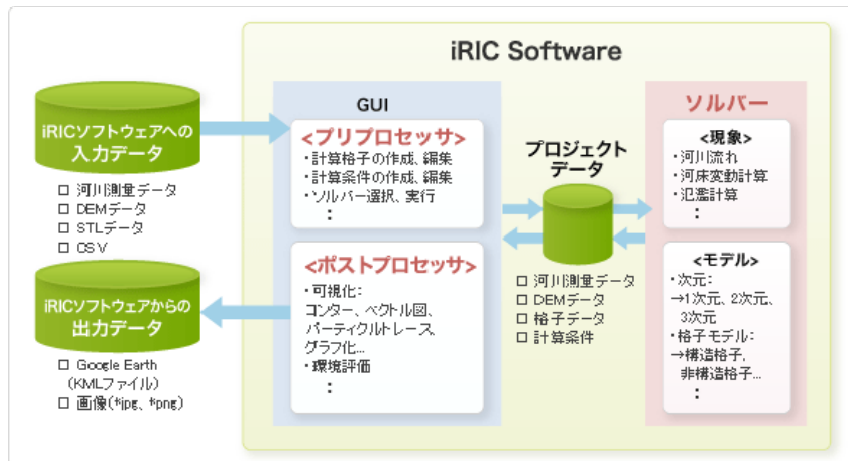 iRIC Software
iRICソフトウェアへの
入力データ
□ 河川測量データ
□ DEMデータ
□ STLデータ
□ CSV
iRICソフトウェアからの
出力データ
□ Google Earth
(KMLファイル)
□ 画像(*jpg、*png)
GUI
<プリプロセッサ>
・計算格子の作成、編集
・計算条件の作成、編集
・ソルバー選択、実行
：
<ポストプロセッサ>
・可視化：
コンター、ベクトル図、
パーティクルトレース、
グラフ化...
・環境評価
：
プロジェクト
データ
□ 河川測量データ
□ DEMデータ
□ 格子データ
□ 計算条件
ソルバー
<現象>
・河川流れ
・河床変動計算
・氾濫計算
：
<モデル>
・次元：
→1次元、2次元、
3次元
・格子モデル：
→構造格子,
非構造格子...
：